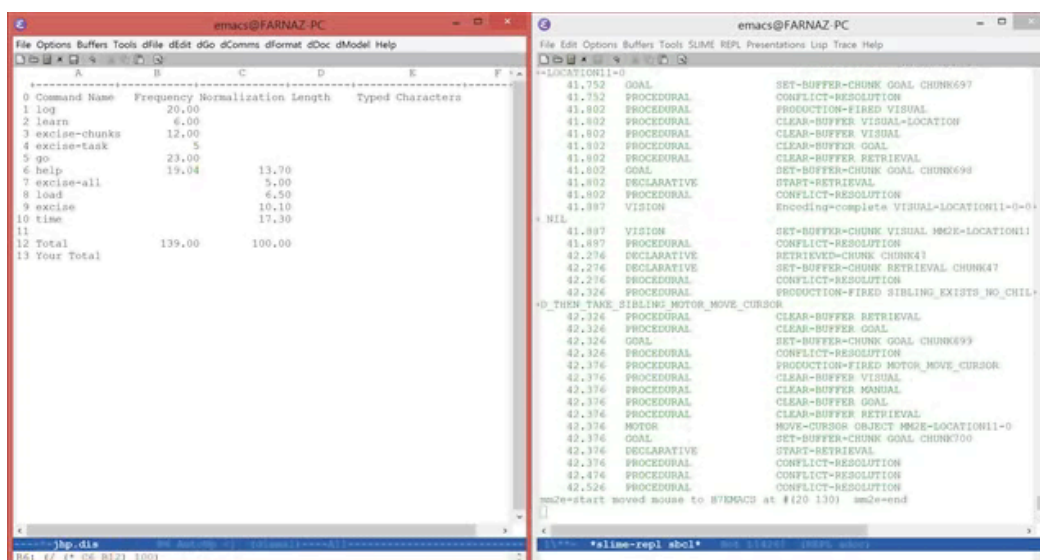 emacs@FARNAZ-PC
File Options Buffers Tools dFile dEdit dGo dComms dFormat dDoc dModel Help
A B C D E F
0 Command Name Frequency Normalization Length Typed Characters
1 log 20.00
2 learn 6.00
3 excise-chunks 12.00
4 excise-task 5
5 go 23.00
6 help 19.04 13.70
7 excise-all 5.00
8 load 6.50
9 excise 10.10
10 time 17.30
11
12 Total 139.00 100.00
13 Your Total
jhp.dis
R6: (/ (* C6 B12) 100)
emacs@FARNAZ-PC
File Edit Options Buffers Tools SLIME REPL Presentations Lisp Trace Help
LOCATION11-0
41.752 GOAL SET-BUFFER-CHUNK GOAL CHUNK697
41.752 PROCEDURAL CONFLICT-RESOLUTION
41.802 PROCEDURAL PRODUCTION-FIRED VISUAL
41.802 PROCEDURAL CLEAR-BUFFER VISUAL-LOCATION
41.802 PROCEDURAL CLEAR-BUFFER VISUAL
41.802 PROCEDURAL CLEAR-BUFFER GOAL
41.802 PROCEDURAL CLEAR-BUFFER RETRIEVAL
41.802 GOAL SET-BUFFER-CHUNK GOAL CHUNK698
41.802 DECLARATIVE START-RETRIEVAL
41.802 PROCEDURAL CONFLICT-RESOLUTION
41.887 VISION Encoding-complete VISUAL-LOCATION11-0-0
NIL
41.887 VISION SET-BUFFER-CHUNK VISUAL MM2E-LOCATION11
41.887 PROCEDURAL CONFLICT-RESOLUTION
42.276 DECLARATIVE RETRIEVED-CHUNK CHUNK47
42.276 DECLARATIVE SET-BUFFER-CHUNK RETRIEVAL CHUNK47
42.276 PROCEDURAL CONFLICT-RESOLUTION
42.326 PROCEDURAL PRODUCTION-FIRED SIBLING_EXISTS_NO_CHIL
D_THEN_TAKE_SIBLING_MOTOR_MOVE_CURSOR
42.326 PROCEDURAL CLEAR-BUFFER RETRIEVAL
42.326 PROCEDURAL CLEAR-BUFFER GOAL
42.326 GOAL SET-BUFFER-CHUNK GOAL CHUNK699
42.326 PROCEDURAL CONFLICT-RESOLUTION
42.376 PROCEDURAL PRODUCTION-FIRED MOTOR_MOVE_CURSOR
42.376 PROCEDURAL CLEAR-BUFFER VISUAL
42.376 PROCEDURAL CLEAR-BUFFER MANUAL
42.376 PROCEDURAL CLEAR-BUFFER GOAL
42.376 PROCEDURAL CLEAR-BUFFER RETRIEVAL
42.376 MOTOR MOVE-CURSOR OBJECT MM2E-LOCATION11-0
42.376 GOAL SET-BUFFER-CHUNK GOAL CHUNK700
42.376 DECLARATIVE START-RETRIEVAL
42.376 PROCEDURAL CONFLICT-RESOLUTION
42.476 PROCEDURAL CONFLICT-RESOLUTION
42.526 PROCEDURAL CONFLICT-RESOLUTION
mm2e-start moved mouse to B7EMACS at #(20 130) mm2e-end
*slime-repl sbcl*